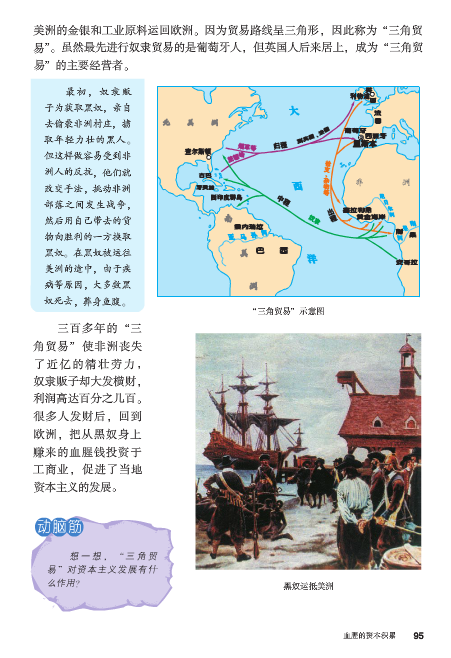 美洲的金银和工业原料运回欧洲。因为贸易路线呈三角形，因此称为“三角贸
易”。虽然最先进行奴隶贸易的是葡萄牙人，但英国人后来居上，成为“三角贸
易”的主要经营者。
最初，奴隶贩
子为获取黑奴，亲自
去偷袭非洲村庄，掳
取年轻力壮的黑人。
但这样做容易受到非
洲人的反抗，他们就
改变手法，挑动非洲
部落之间发生战争，
然后用自己带去的货
物向胜利的一方换取
黑奴。在黑奴被运往
美洲的途中，由于疾
病等原因，大多数黑
奴死去，葬身鱼腹。
大
西
洋
北美洲
南美洲
非洲
英国
利物浦
法国
葡萄牙
西班牙
里斯本
归程
中程
出程
查尔斯顿
古巴
牙买加
西印度群岛
委内瑞拉
巴西
塞拉利昂
黄金海岸
安哥拉
“三角贸易”示意图
三百多年的“三
角贸易”使非洲丧失
了近亿的精壮劳力，
奴隶贩子却大发横财，
利润高达百分之几百。
很多人发财后，回到
欧洲，把从黑奴身上
赚来的血腥钱投资于
工商业，促进了当地
资本主义的发展。
动脑筋
想一想，“三角贸
易”对资本主义发展有什
么作用？
黑奴运抵美洲
血腥的资本积累 95